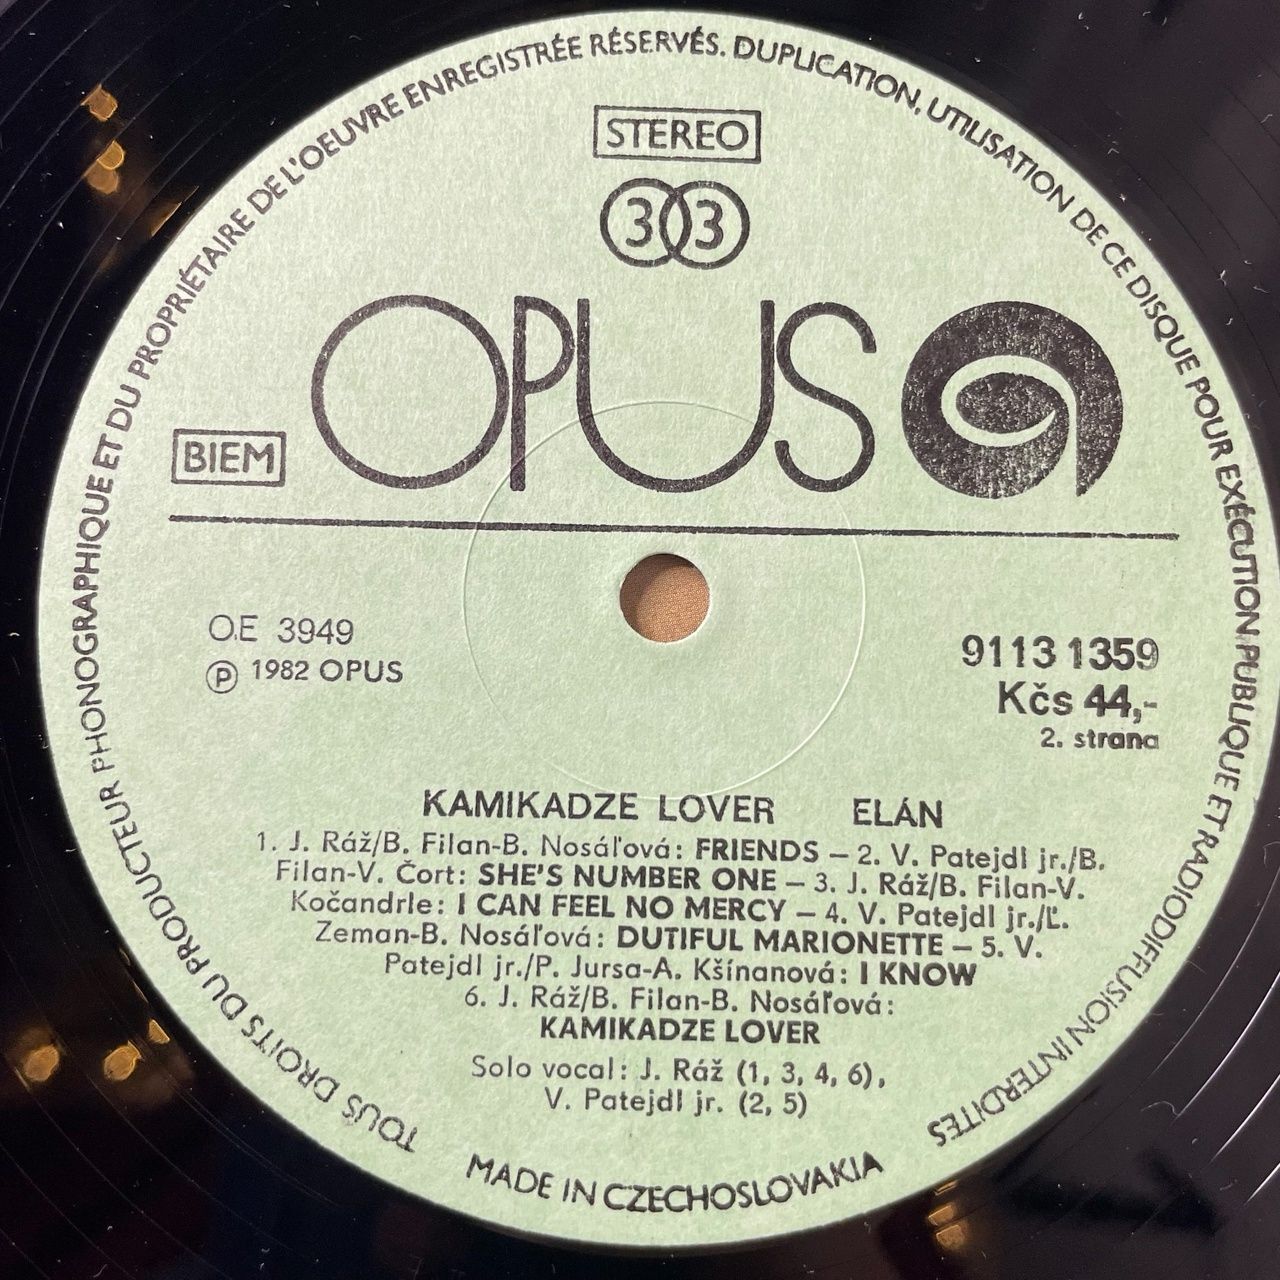 TOUS DROITS DU PRODUCTEUR PHONOGRAPHIQUE ET DU PROPRIÉTAIRE DE L'OEUVRE ENREGISTRÉE RÉSERVÉS. DUPLICATION, UTILISATION DE CE DISQUE POUR EXÉCUTION PUBLIQUE ET RADIODIFFUSION INTERDITES
STEREO
33
OPUS
BIEM
O.E 3949
Ⓟ 1982 OPUS
9113 1359
Kčs 44,-
2. strana
KAMIKADZE LOVER ELÁN
1. J. Ráž/B. Filan-B. Nosáľová: FRIENDS – 2. V. Patejdl jr./B.
Filan-V. Čort: SHE'S NUMBER ONE – 3. J. Ráž/B. Filan-V.
Kočandrle: I CAN FEEL NO MERCY – 4. V. Patejdl jr./Ľ.
Zeman-B. Nosáľová: DUTIFUL MARIONETTE – 5. V.
Patejdl jr./P. Jursa-A. Kšínanová: I KNOW
6. J. Ráž/B. Filan-B. Nosáľová:
KAMIKADZE LOVER
Solo vocal: J. Ráž (1, 3, 4, 6),
V. Patejdl jr. (2, 5)
MADE IN CZECHOSLOVAKIA